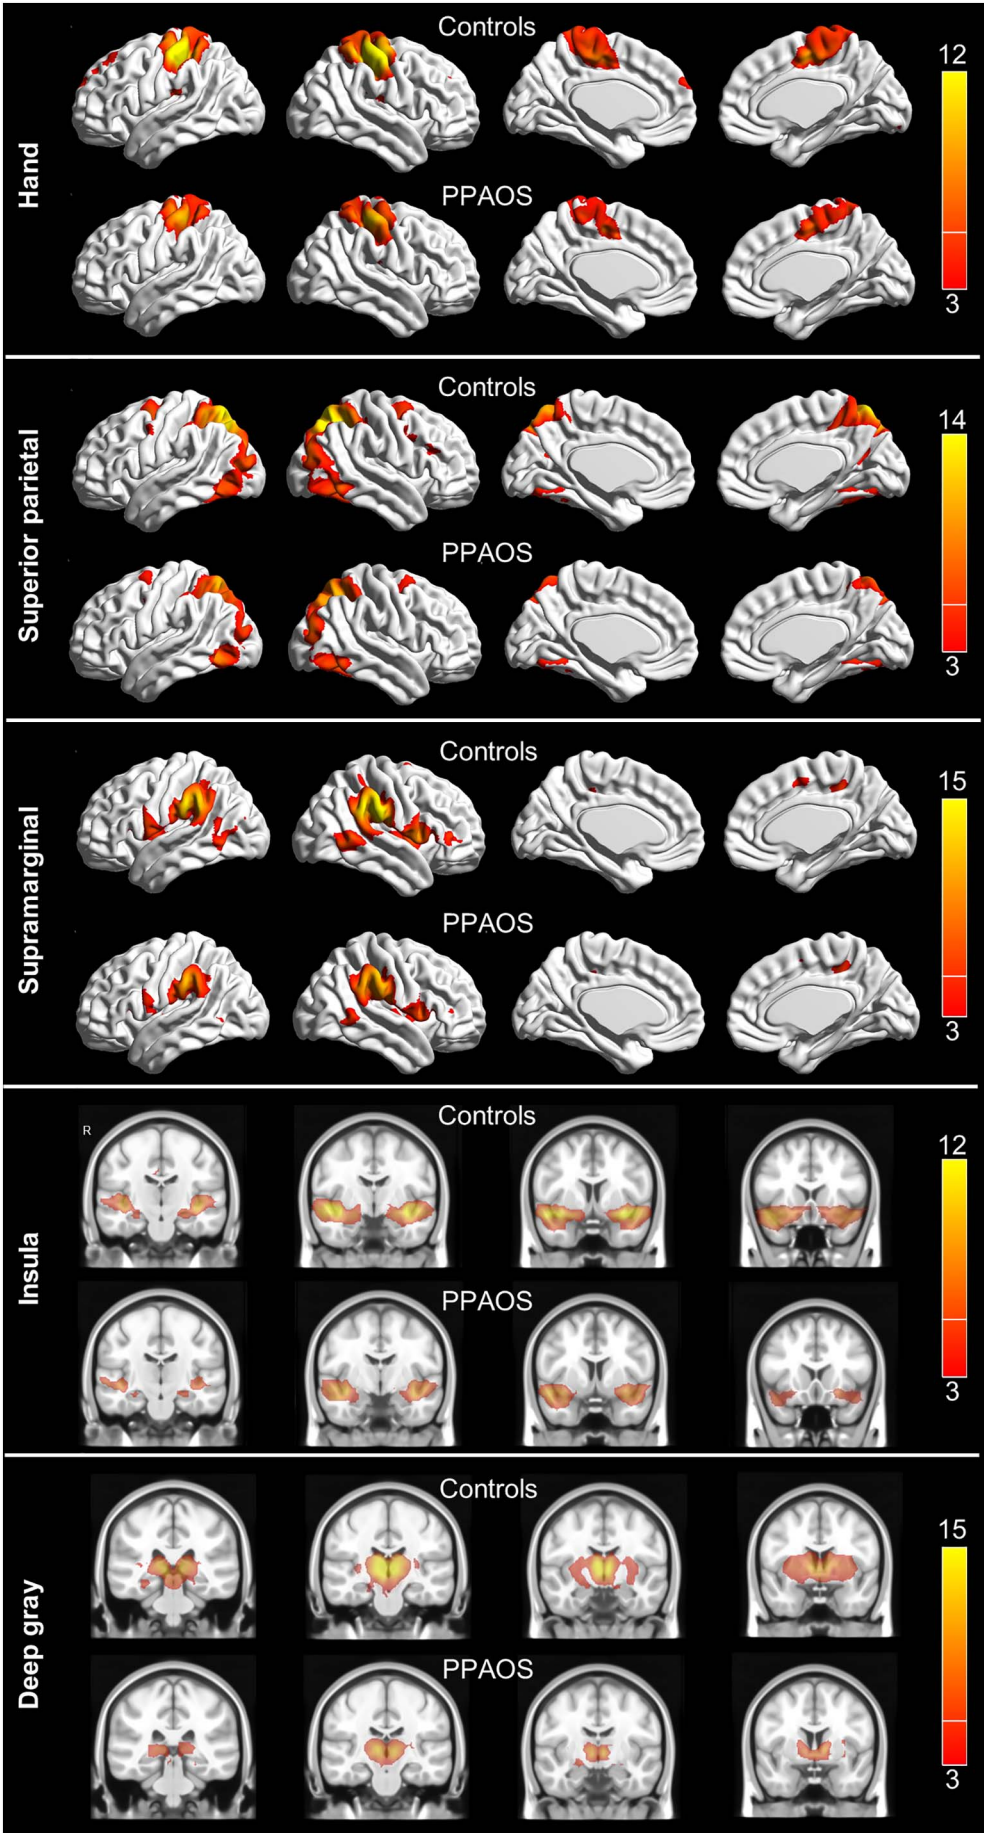 Hand
Controls
12
PPAOS
3
Superior parietal
Controls
14
PPAOS
3
Supramarginal
Controls
15
PPAOS
3
Insula
R
Controls
12
PPAOS
3
Deep gray
Controls
15
PPAOS
3